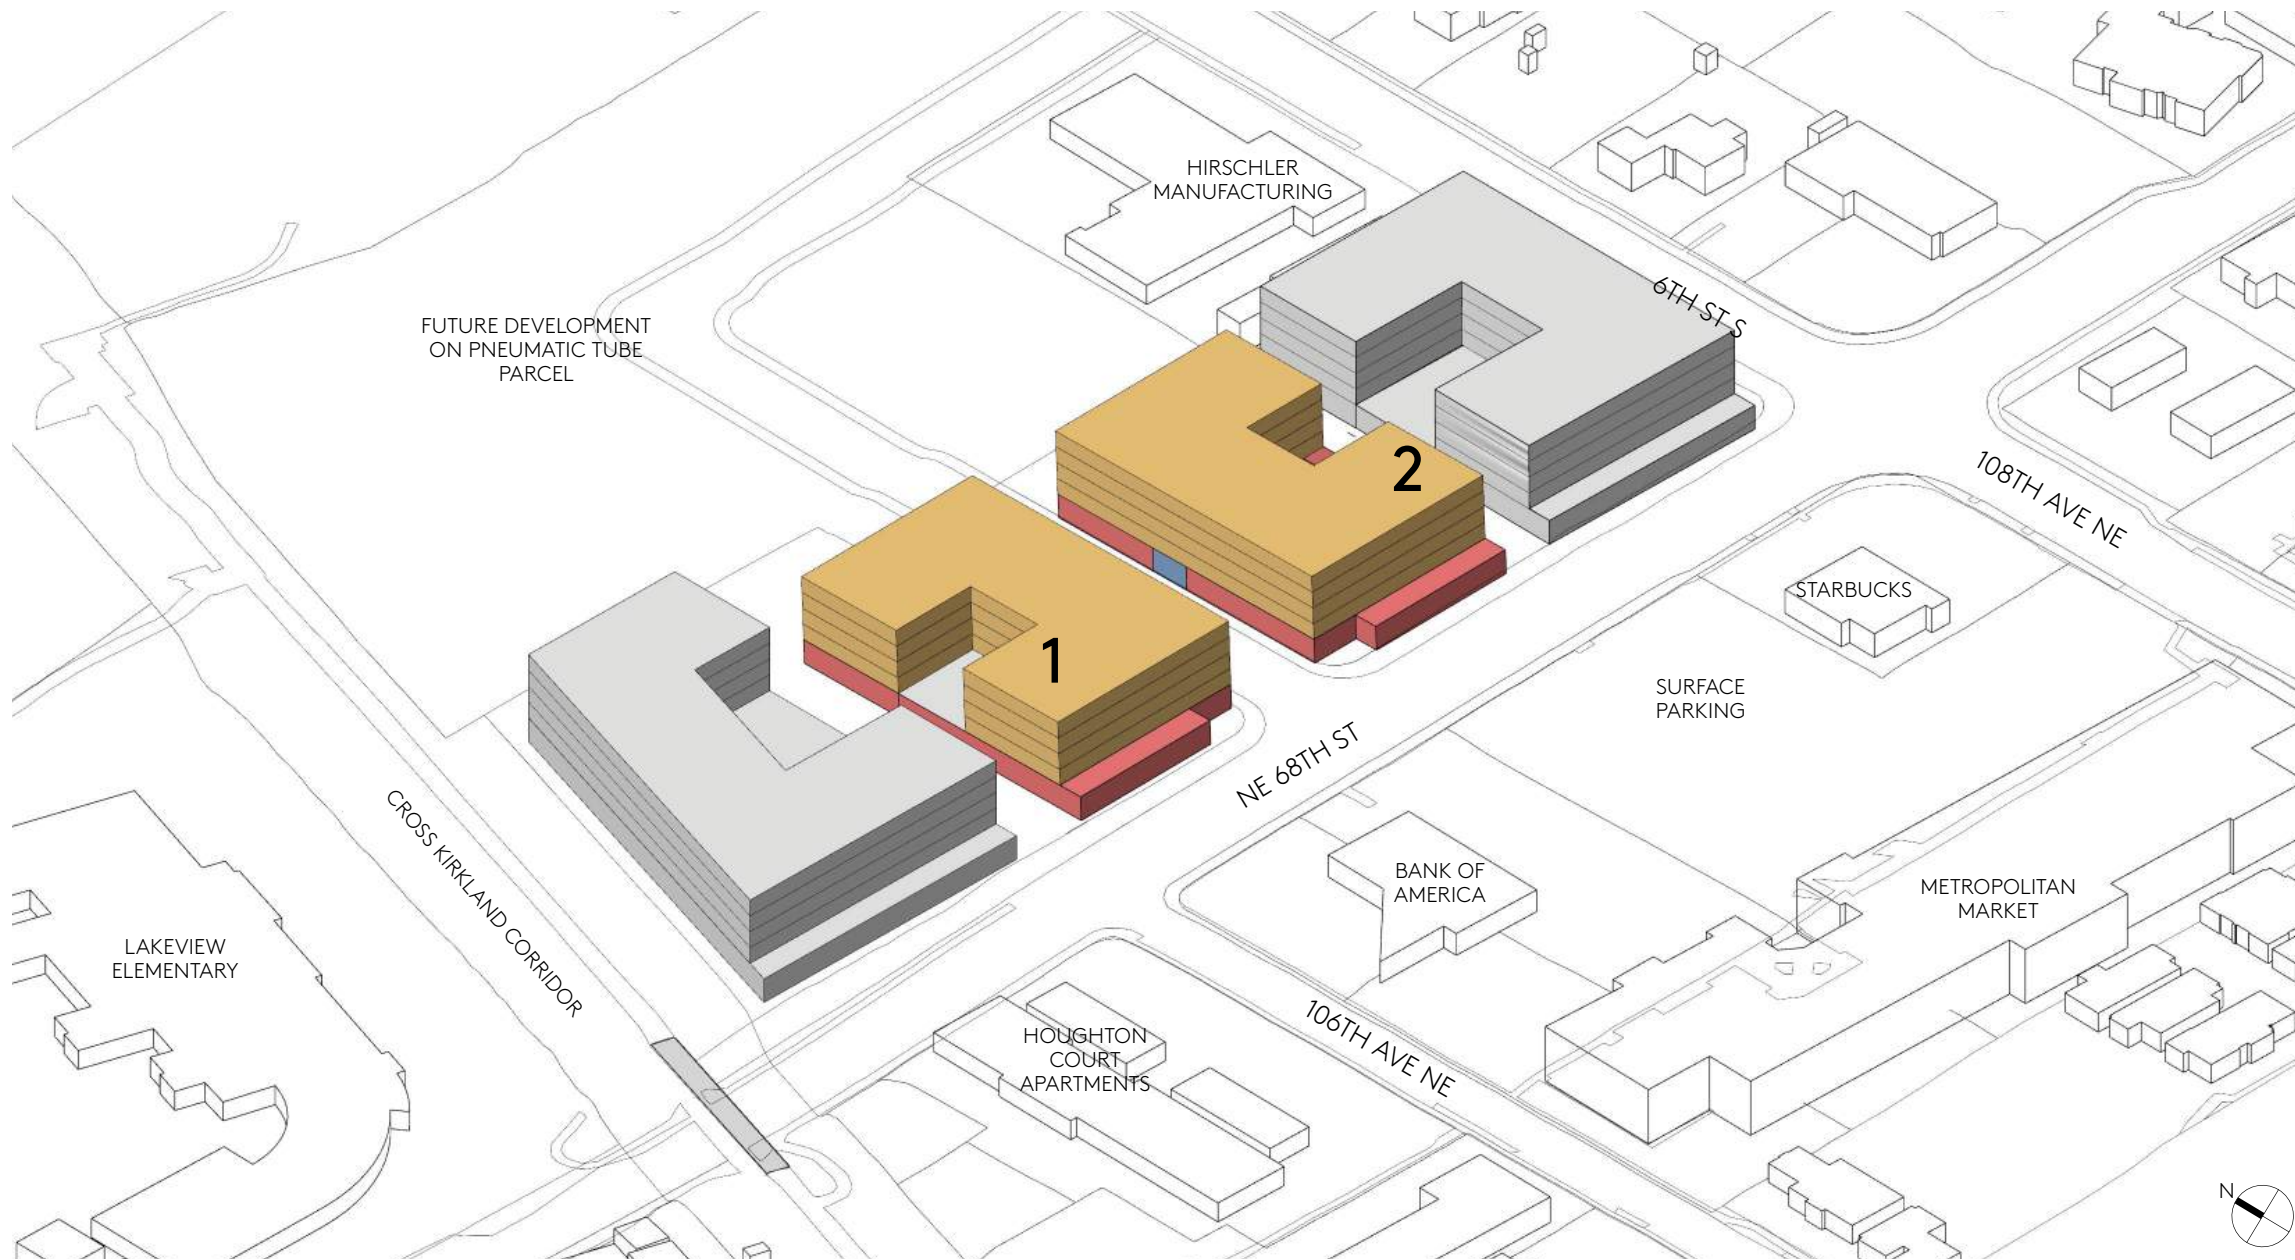 HIRSCHLER
MANUFACTURING
6TH ST S
FUTURE DEVELOPMENT
ON PNEUMATIC TUBE
PARCEL
2
108TH AVE NE
STARBUCKS
1
SURFACE
PARKING
NE 68TH ST
CROSS KIRKLAND CORRIDOR
BANK OF
AMERICA
METROPOLITAN
MARKET
LAKEVIEW
ELEMENTARY
HOUGHTON
COURT
APARTMENTS
106TH AVE NE
N